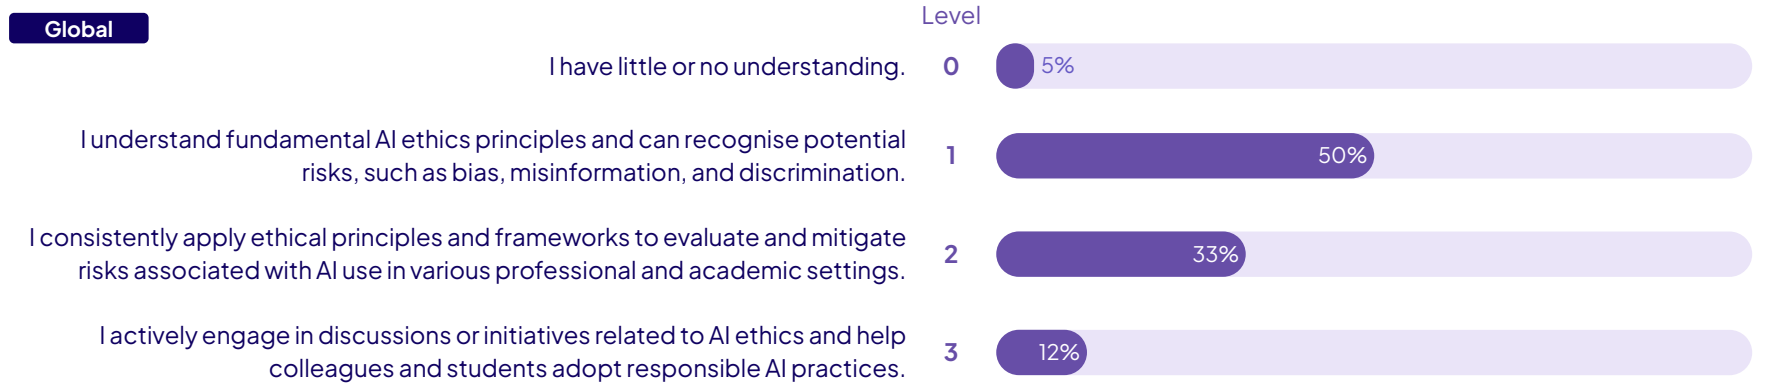 Global
Level
I have little or no understanding.
0
5%
I understand fundamental AI ethics principles and can recognise potential
risks, such as bias, misinformation, and discrimination.
1
50%
I consistently apply ethical principles and frameworks to evaluate and mitigate
risks associated with AI use in various professional and academic settings.
2
33%
I actively engage in discussions or initiatives related to AI ethics and help
colleagues and students adopt responsible AI practices.
3
12%